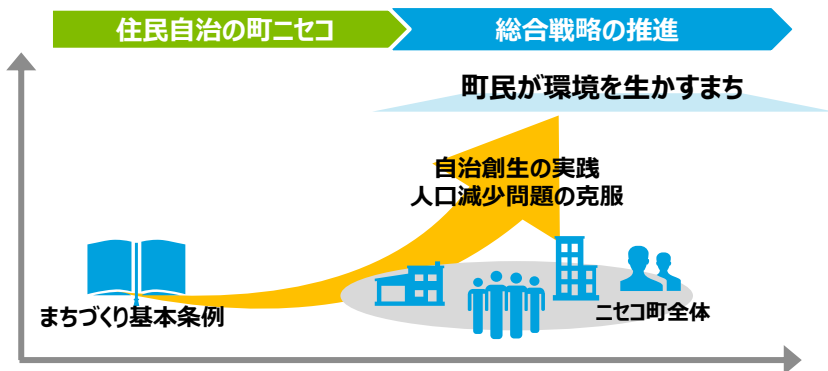 住民自治の町ニセコ
総合戦略の推進
町民が環境を生かすまち
自治創生の実践
人口減少問題の克服
まちづくり基本条例
ニセコ町全体